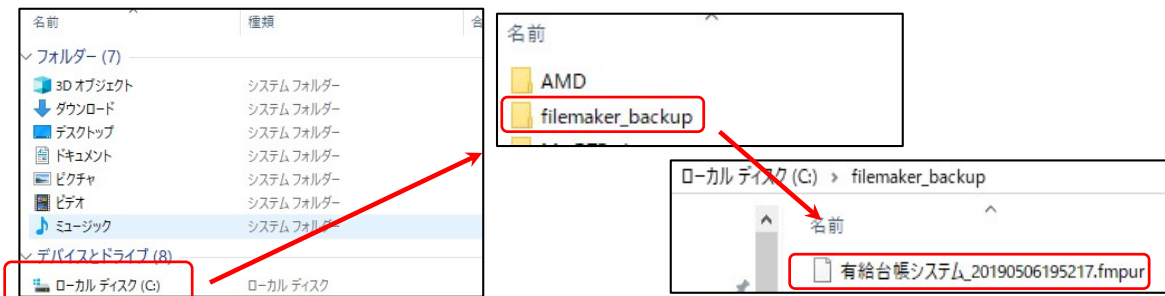 名前 種類
フォルダー (7)
3D オブジェクト システム フォルダー
ダウンロード システム フォルダー
デスクトップ システム フォルダー
ドキュメント システム フォルダー
ピクチャ システム フォルダー
ビデオ システム フォルダー
ミュージック システム フォルダー
デバイスとドライブ (8)
ローカル ディスク (C:) ローカル ディスク
名前
AMD
filemaker_backup
ローカル ディスク (C:) › filemaker_backup
名前
有給台帳システム_20190506195217.fmpur